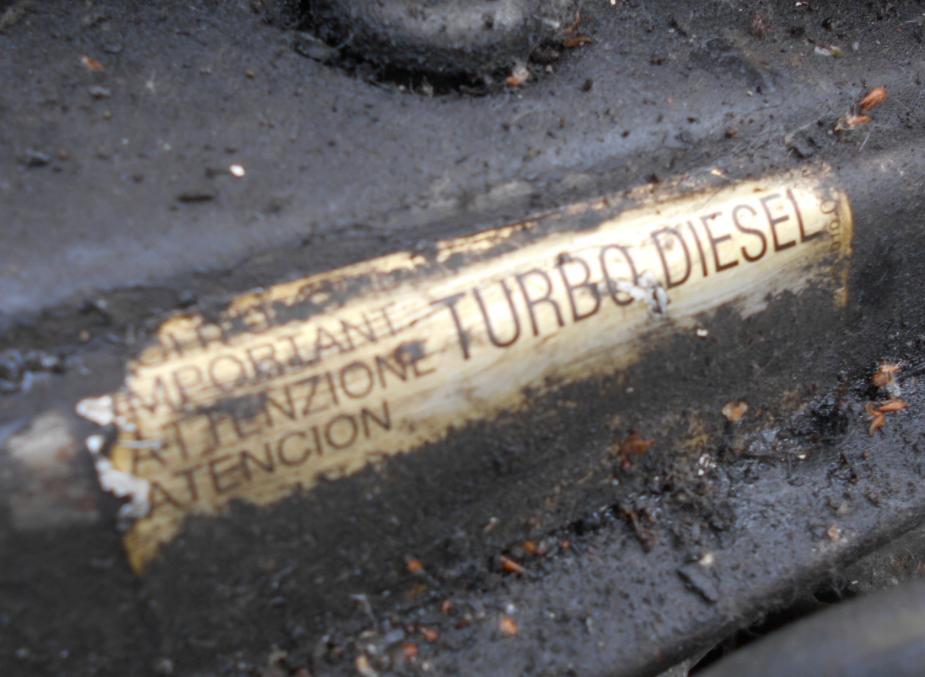 IMPORTANT
ATTENZIONE TURBO DIESEL
ATENCION